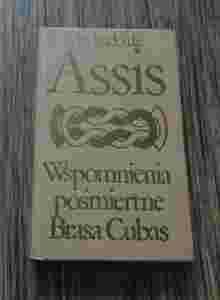 Assis
Wspomnienia
pośmiertne
Brasa Cubas